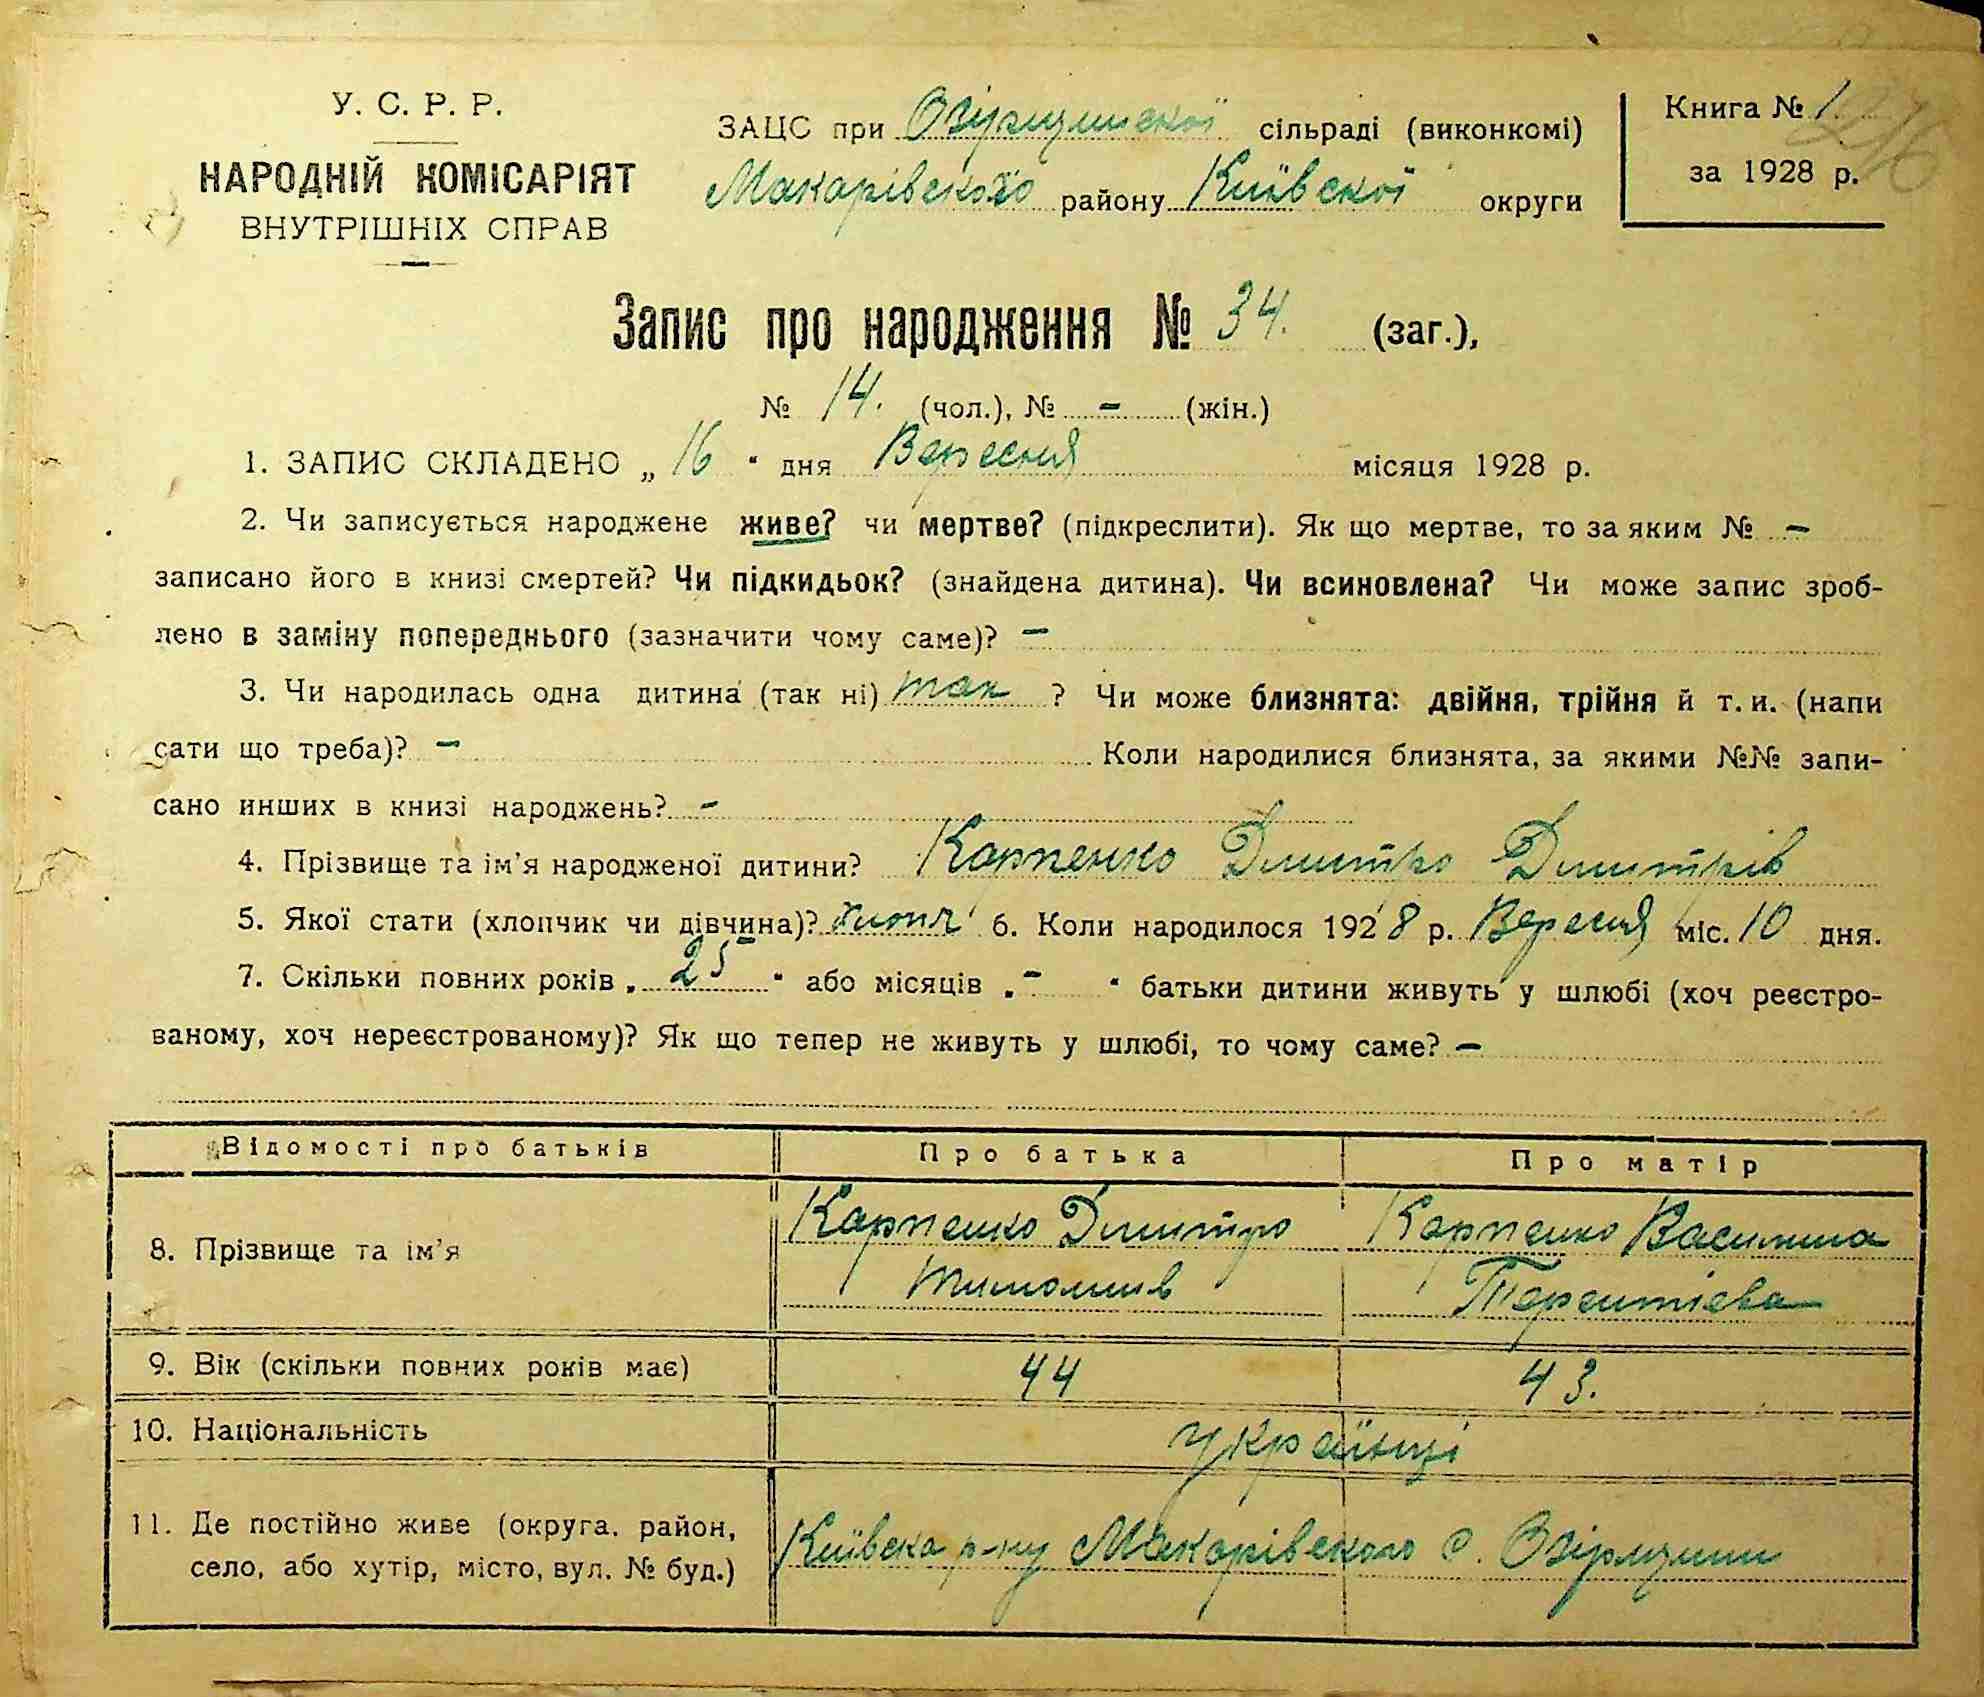 У. С. Р. Р.
НАРОДНІЙ КОМІСАРІЯТ
ВНУТРІШНІХ СПРАВ
ЗАЦС при Озірщинської сільраді (виконкомі)
Макарівского району Київскої округи
Книга № 1
за 1928 р.
276
Запис про народження № 34. (заг.),
№ 14. (чол.), № - (жін.)
1. ЗАПИС СКЛАДЕНО „ 16 “ дня Вересня місяця 1928 р.
2. Чи записується народжене живе? чи мертве? (підкреслити). Як що мертве, то за яким № -
записано його в книзі смертей? Чи підкидьок? (знайдена дитина). Чи всиновлена? Чи може запис зроб-
лено в заміну попереднього (зазначити чому саме)? -
3. Чи народилась одна дитина (так ні) так ? Чи може близнята: двійня, трійня й т. и. (напи
сати що треба)? - Коли народилися близнята, за якими №№ запи-
сано инших в книзі народжень? -
4. Прізвище та ім’я народженої дитини? Карпенко Дмитро Дмитрів
5. Якої стати (хлопчик чи дівчина)? хлопч 6. Коли народилося 1928 р. Вересня міс. 10 дня.
7. Скільки повних років „ 25 “ або місяців „ - “ батьки дитини живуть у шлюбі (хоч реєстро-
ваному, хоч нереєстрованому)? Як що тепер не живуть у шлюбі, то чому саме? -
Відомості про батьків Про батька Про матір
8. Прізвище та ім’я Карпенко Дмитро Карпенко Василина
Терентієва
9. Вік (скільки повних років має) 44 43.
10. Національність українці
11. Де постійно живе (округа, район, Київска р-ну Макарівского с. Озірщини
село, або хутір, місто, вул. № буд.)